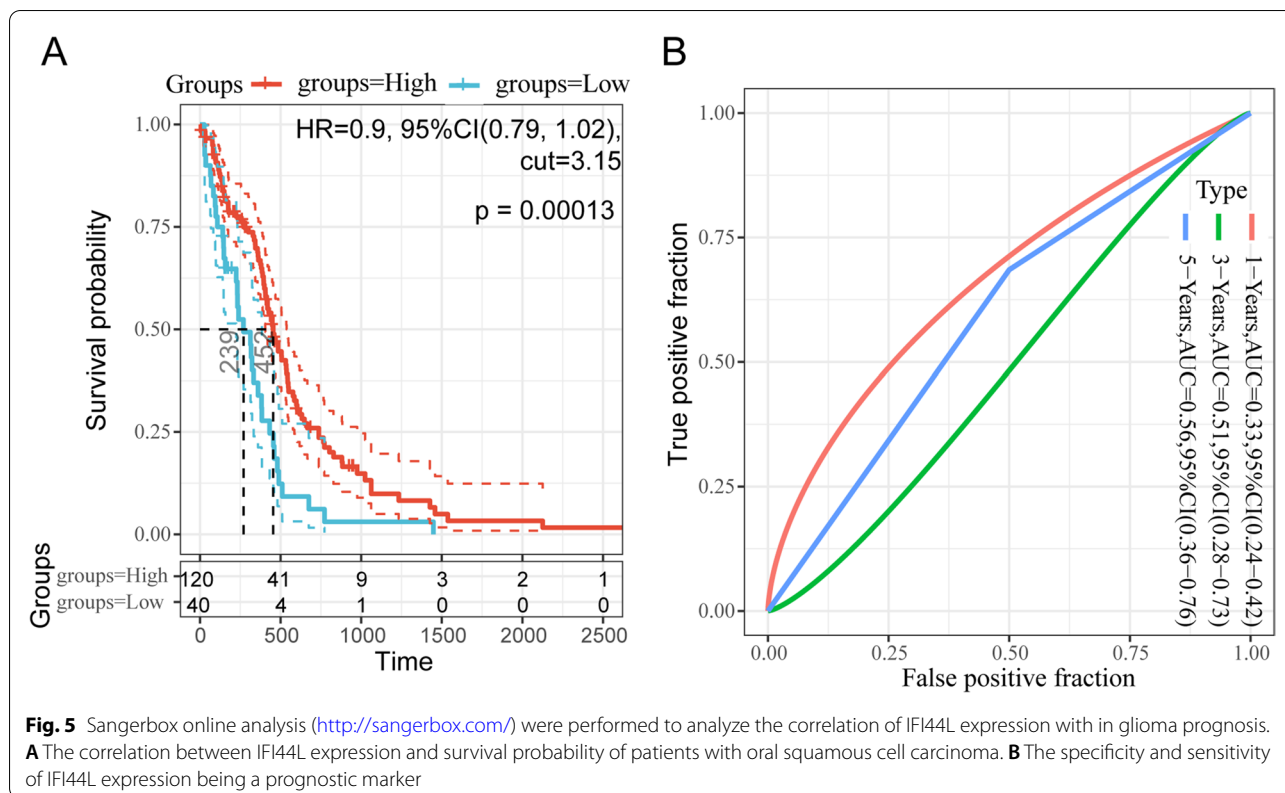 A
Groups groups=High groups=Low
HR=0.9, 95%CI(0.79, 1.02),
cut=3.15
p = 0.00013
Survival probability
1.00
0.75
0.50
0.25
0.00
239
452
Groups
groups=High 120 41 9 3 2 1
groups=Low 40 4 1 0 0 0
0 500 1000 1500 2000 2500
Time
B
True positive fraction
1.00
0.75
0.50
0.25
0.00
Type
1-Years,AUC=0.33,95%CI(0.24-0.42)
3-Years,AUC=0.51,95%CI(0.28-0.73)
5-Years,AUC=0.56,95%CI(0.36-0.76)
0.00 0.25 0.50 0.75 1.00
False positive fraction
Fig. 5 Sangerbox online analysis (http://sangerbox.com/) were performed to analyze the correlation of IFI44L expression with in glioma prognosis.
A The correlation between IFI44L expression and survival probability of patients with oral squamous cell carcinoma. B The specificity and sensitivity
of IFI44L expression being a prognostic marker